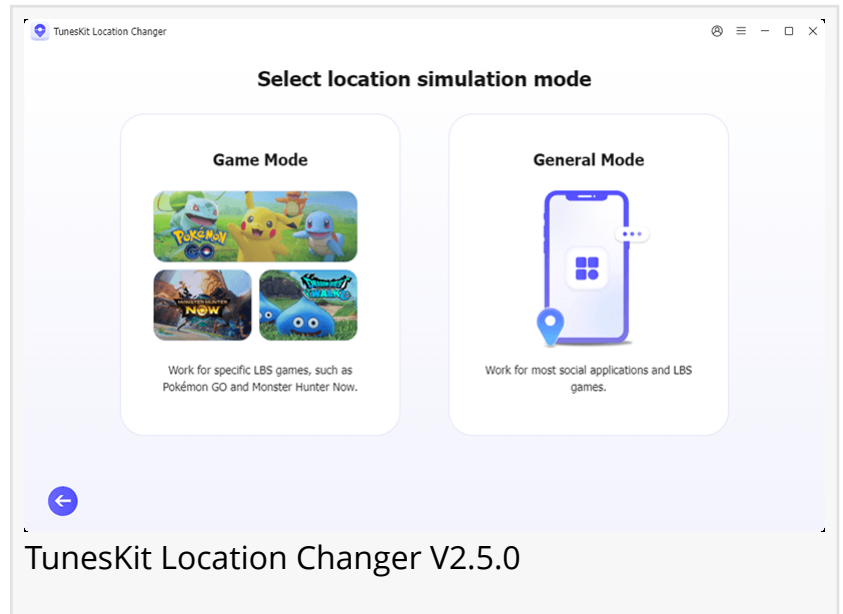 TunesKit Location Changer
Select location simulation mode
Game Mode
POKÉMON
GO
MONSTER HUNTER
NOW
WALK
Work for specific LBS games, such as
Pokémon GO and Monster Hunter Now.
General Mode
Work for most social applications and LBS
games.
TunesKit Location Changer V2.5.0